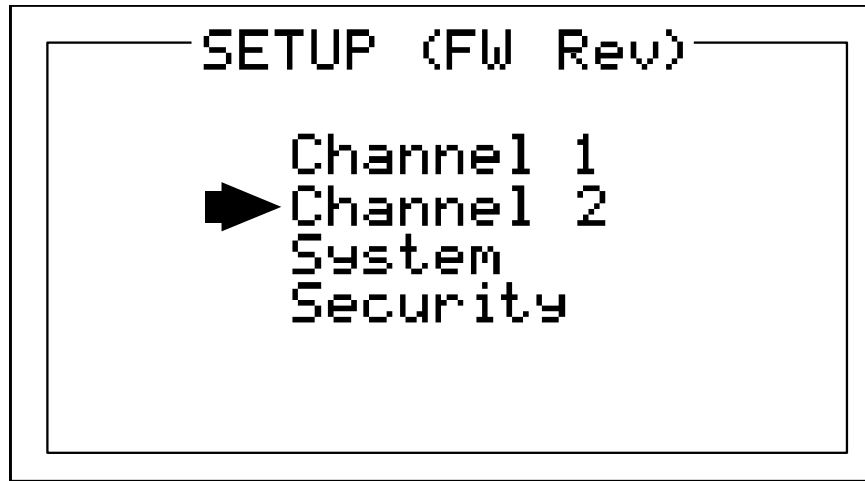 SETUP (FW Rev)
Channel 1
Channel 2
System
Security